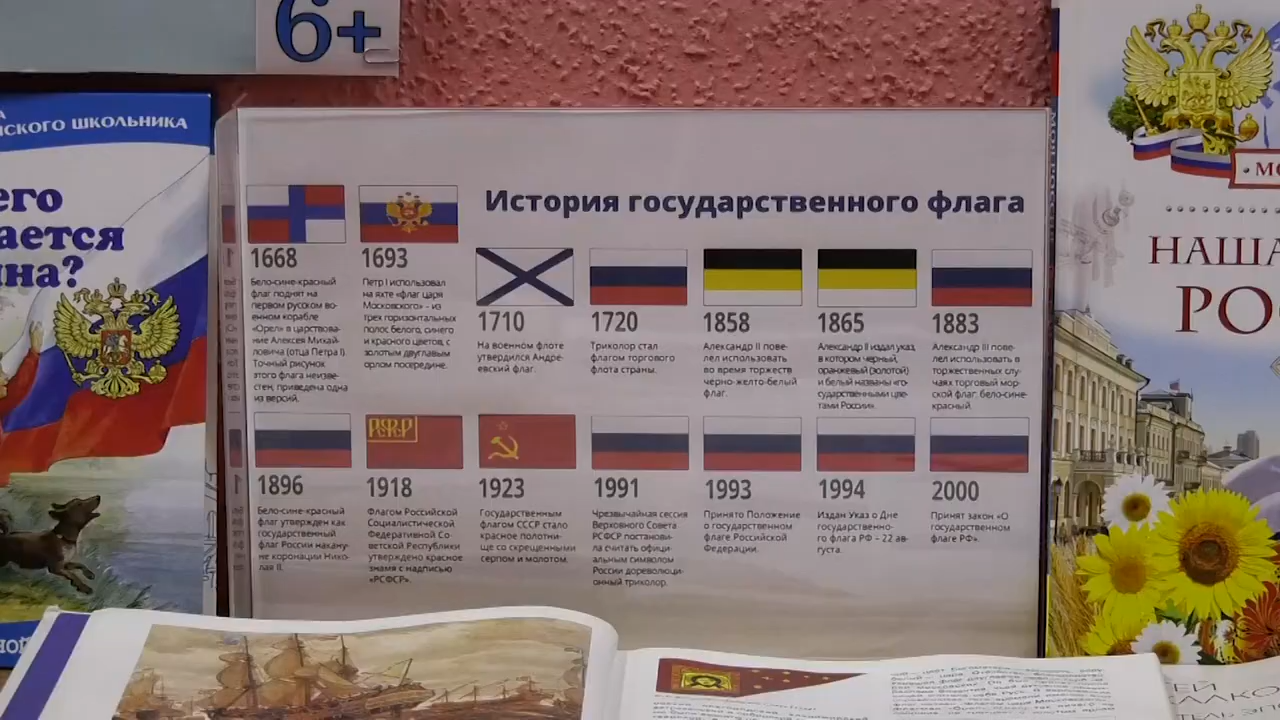 6+
СКОГО ШКОЛЬНИКА
его
ается
на?
История государственного флага
1668
Бело-сине-красный
флаг поднят на
первом русском во-
енном корабле
«Орел» в царствова-
ние Алексея Михай-
ловича (отца Петра I).
Точный рисунок
этого флага неизве-
стен, приведена одна
из версий.
1693
Петр I использовал
на яхте «флаг царя
Московского» – из
трех горизонтальных
полос белого, синего
и красного цветов, с
золотым двуглавым
орлом посередине.
1710
На военном флоте
утвердился Андре-
евский флаг.
1720
Триколор стал
флагом торгового
флота страны.
1858
Александр II пове-
лел использовать
во время торжеств
черно-желто-белый
флаг.
1865
Александр II издал указ,
в котором черный,
оранжевый (золотой)
и белый названы «го-
сударственными цве-
тами России».
1883
Александр III пове-
лел использовать в
торжественных слу-
чаях торговый мор-
ской флаг: бело-сине-
красный.
1896
Бело-сине-красный
флаг утвержден как
государственный
флаг России накану-
не коронации Нико-
лая II.
РСФСР
1918
Флагом Российской
Социалистической
Федеративной Со-
ветской Республики
утверждено красное
знамя с надписью
«РСФСР».
1923
Государственным
флагом СССР стало
красное полотни-
ще со скрещенными
серпом и молотом.
1991
Чрезвычайная сессия
Верховного Совета
РСФСР постанови-
ла считать офици-
альным символом
России дореволюци-
онный триколор.
1993
Принято Положение
о государственном
флаге Российской
Федерации.
1994
Издан Указ о Дне
государственно-
го флага РФ – 22 ав-
густа.
2000
Принят закон «О
государственном
флаге РФ».
НАША
РО